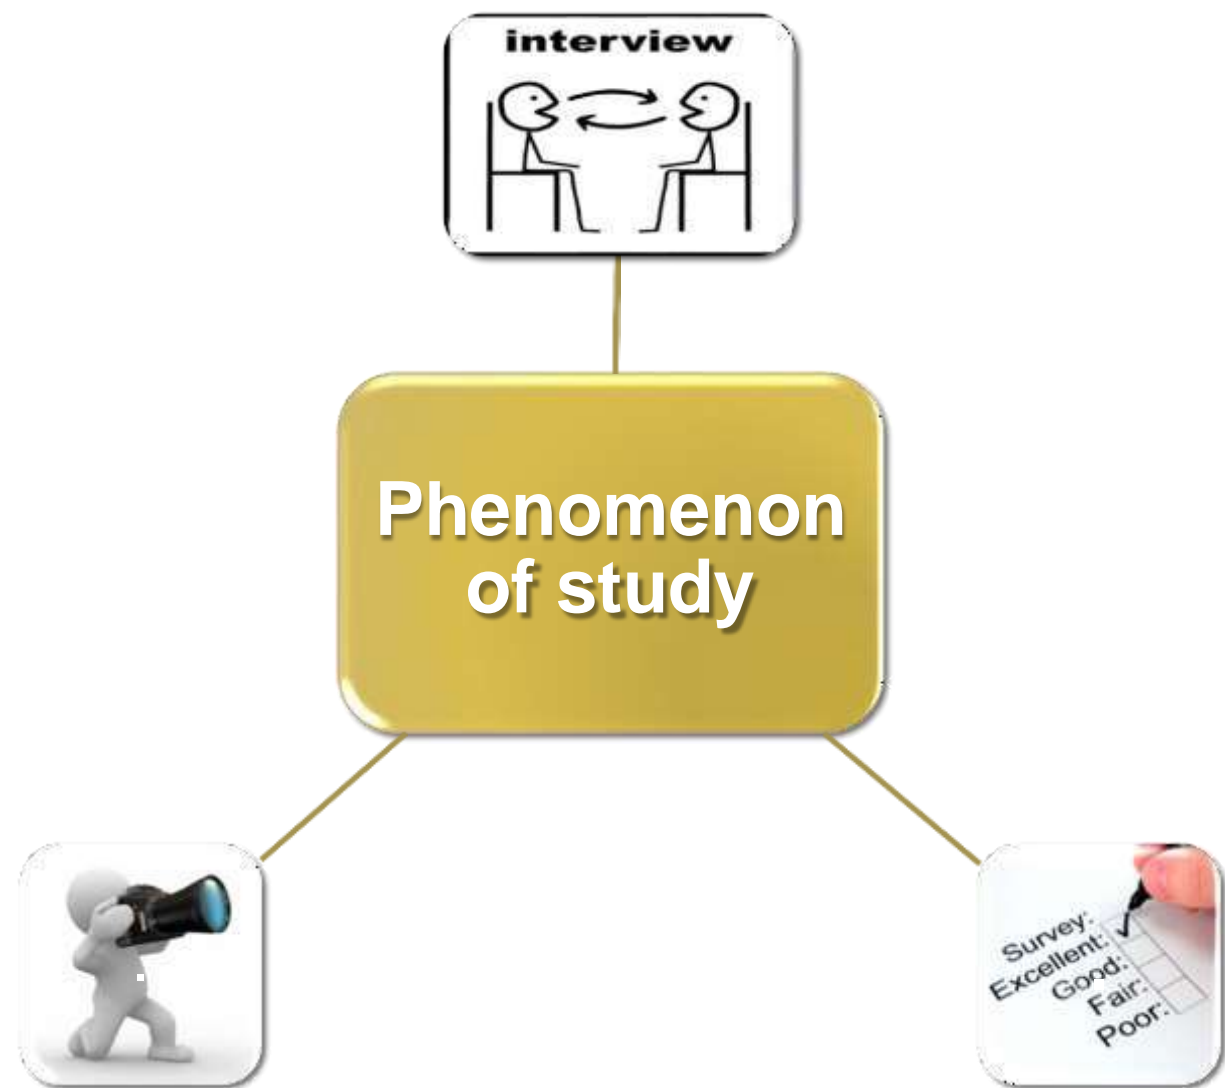 interview
Phenomenon
of study
Survey:
Excellent:
Good:
Fair:
Poor: